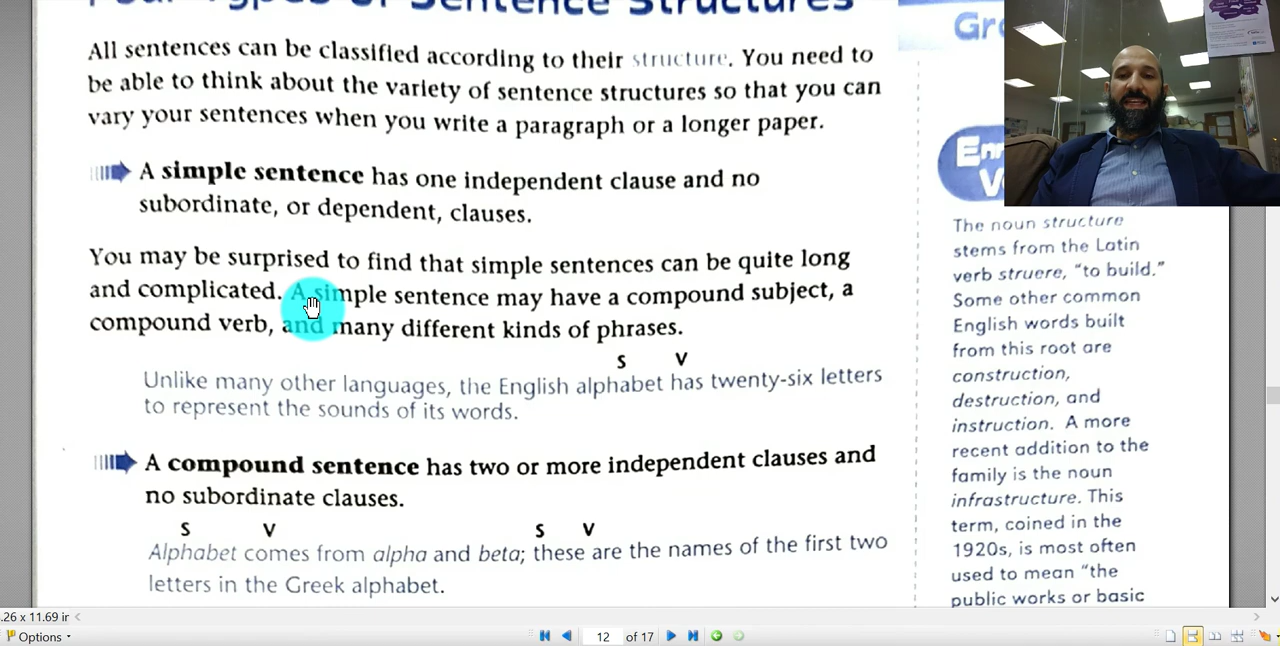 Four Types of Sentence Structures
All sentences can be classified according to their structure. You need to
be able to think about the variety of sentence structures so that you can
vary your sentences when you write a paragraph or a longer paper.
A simple sentence has one independent clause and no
subordinate, or dependent, clauses.
You may be surprised to find that simple sentences can be quite long
and complicated. A simple sentence may have a compound subject, a
compound verb, and many different kinds of phrases.
S V
Unlike many other languages, the English alphabet has twenty-six letters
to represent the sounds of its words.
A compound sentence has two or more independent clauses and
no subordinate clauses.
S V S V
Alphabet comes from alpha and beta; these are the names of the first two
letters in the Greek alphabet.
The noun structure
stems from the Latin
verb struere, “to build.”
Some other common
English words built
from this root are
construction,
destruction, and
instruction. A more
recent addition to the
family is the noun
infrastructure. This
term, coined in the
1920s, is most often
used to mean “the
public works or basic
.26 x 11.69 ir
Options
12 of 17